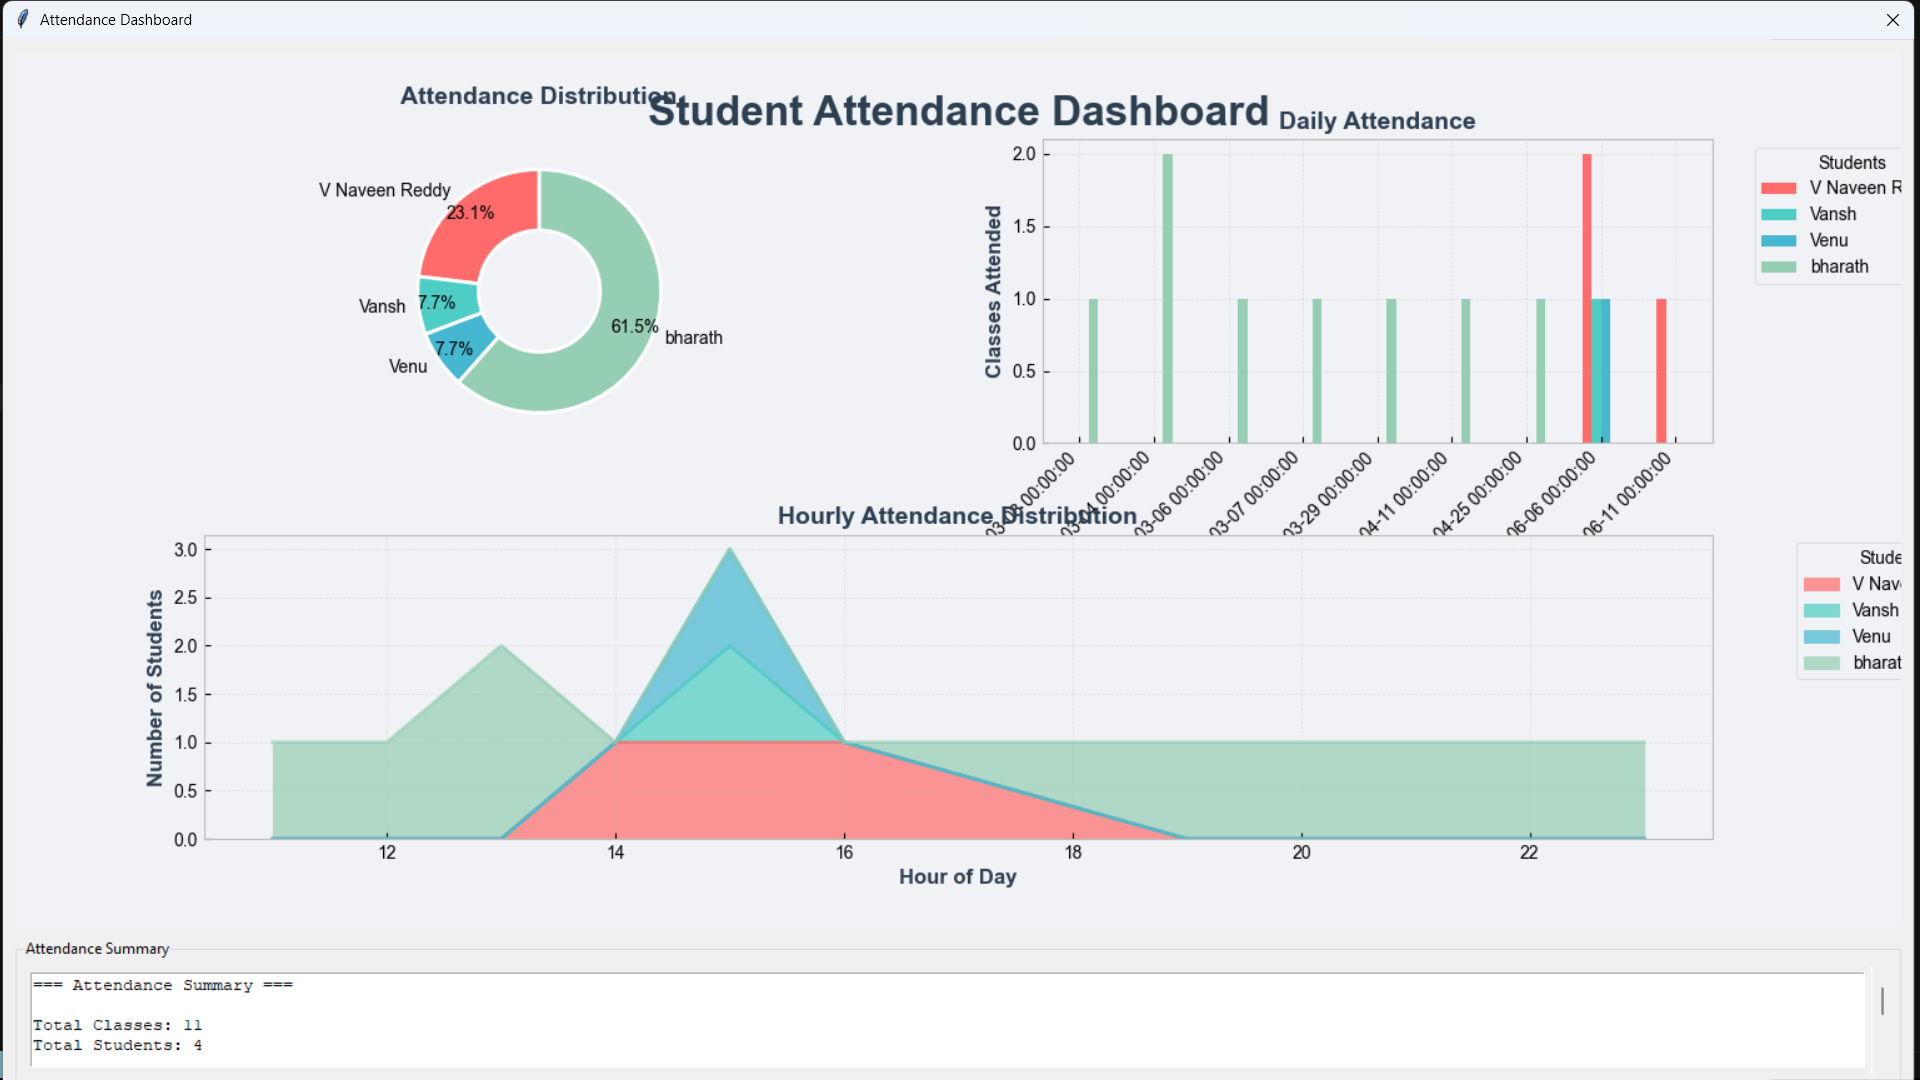 Attendance Dashboard
Student Attendance Dashboard
Attendance Distribution
V Naveen Reddy
23.1%
Vansh
7.7%
Venu
7.7%
61.5%
bharath
Daily Attendance
Classes Attended
2.0
1.5
1.0
0.5
0.0
00:00:00
00:00:00
03-06 00:00:00
03-07 00:00:00
03-29 00:00:00
04-11 00:00:00
04-25 00:00:00
06-06 00:00:00
06-11 00:00:00
Students
V Naveen R
Vansh
Venu
bharath
Hourly Attendance Distribution
Number of Students
3.0
2.5
2.0
1.5
1.0
0.5
0.0
12
14
16
18
20
22
Hour of Day
Stude
V Nav
Vansh
Venu
bharat
Attendance Summary
=== Attendance Summary ===
Total Classes: 11
Total Students: 4